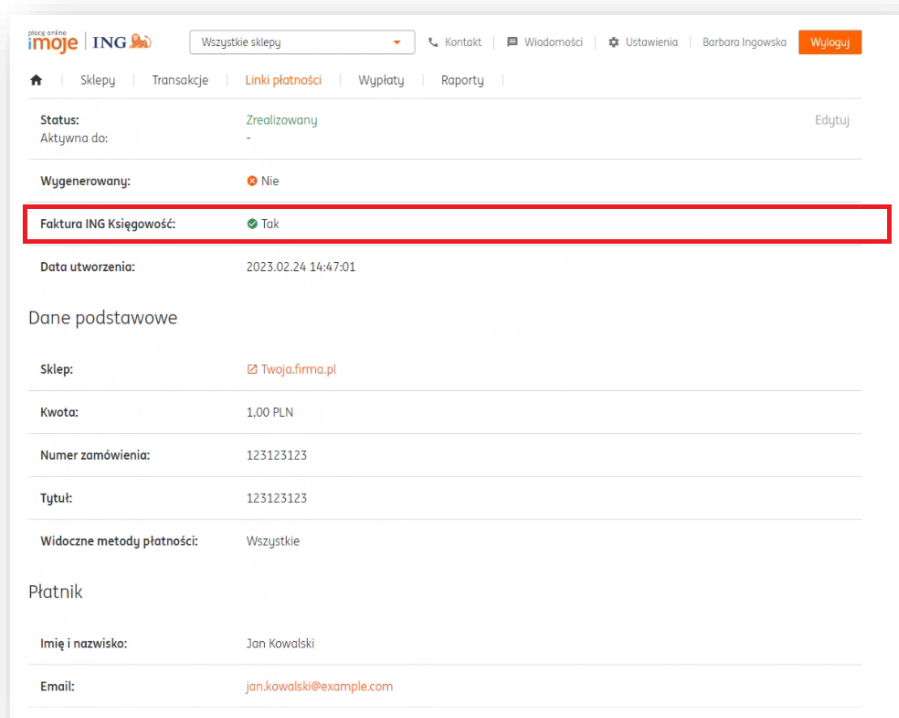 płacę online
imoje | ING
Wszystkie sklepy
Kontakt
Wiadomości
Ustawienia
Barbara Ingowska
Wyloguj
Sklepy
Transakcje
Linki płatności
Wypłaty
Raporty
Status: Zrealizowany Edytuj
Aktywna do: -
Wygenerowany: Nie
Faktura ING Księgowość: Tak
Data utworzenia: 2023.02.24 14:47:01
Dane podstawowe
Sklep: Twoja.firma.pl
Kwota: 1,00 PLN
Numer zamówienia: 123123123
Tytuł: 123123123
Widoczne metody płatności: Wszystkie
Płatnik
Imię i nazwisko: Jan Kowalski
Email: jan.kowalski@example.com